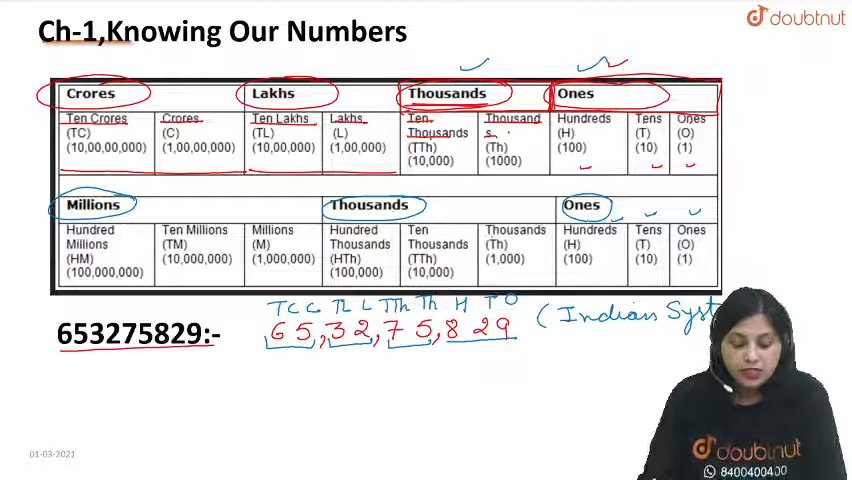 doubtnut
Ch-1,Knowing Our Numbers
Crores Lakhs Thousands Ones
Ten Crores Crores Ten Lakhs Lakhs Ten Thousand Hundreds Tens Ones
(TC) (C) (TL) (L) Thousands s (H) (T) (O)
(10,00,00,000) (1,00,00,000) (10,00,000) (1,00,000) (TTh) (Th) (100) (10) (1)
(10,000) (1000)
Millions Thousands Ones
Hundred Ten Millions Millions Hundred Ten Thousands Hundreds Tens Ones
Millions (TM) (M) Thousands Thousands (Th) (H) (T) (O)
(HM) (10,000,000) (1,000,000) (HTh) (TTh) (1,000) (100) (10) (1)
(100,000,000) (100,000) (10,000)
TC C TL L TTh Th H T O
653275829:- 65,32,75,829 (Indian Syst
01-03-2021
doubtnut
8400400400